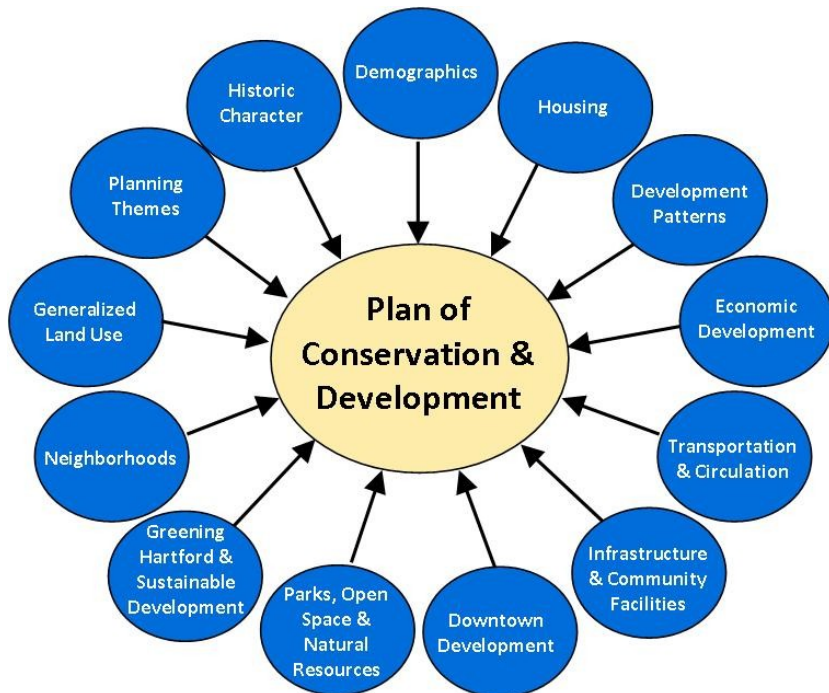 Demographics
Housing
Development
Patterns
Economic
Development
Transportation
& Circulation
Infrastructure
& Community
Facilities
Downtown
Development
Parks, Open
Space &
Natural
Resources
Greening
Hartford &
Sustainable
Development
Neighborhoods
Generalized
Land Use
Planning
Themes
Historic
Character
Plan of
Conservation &
Development